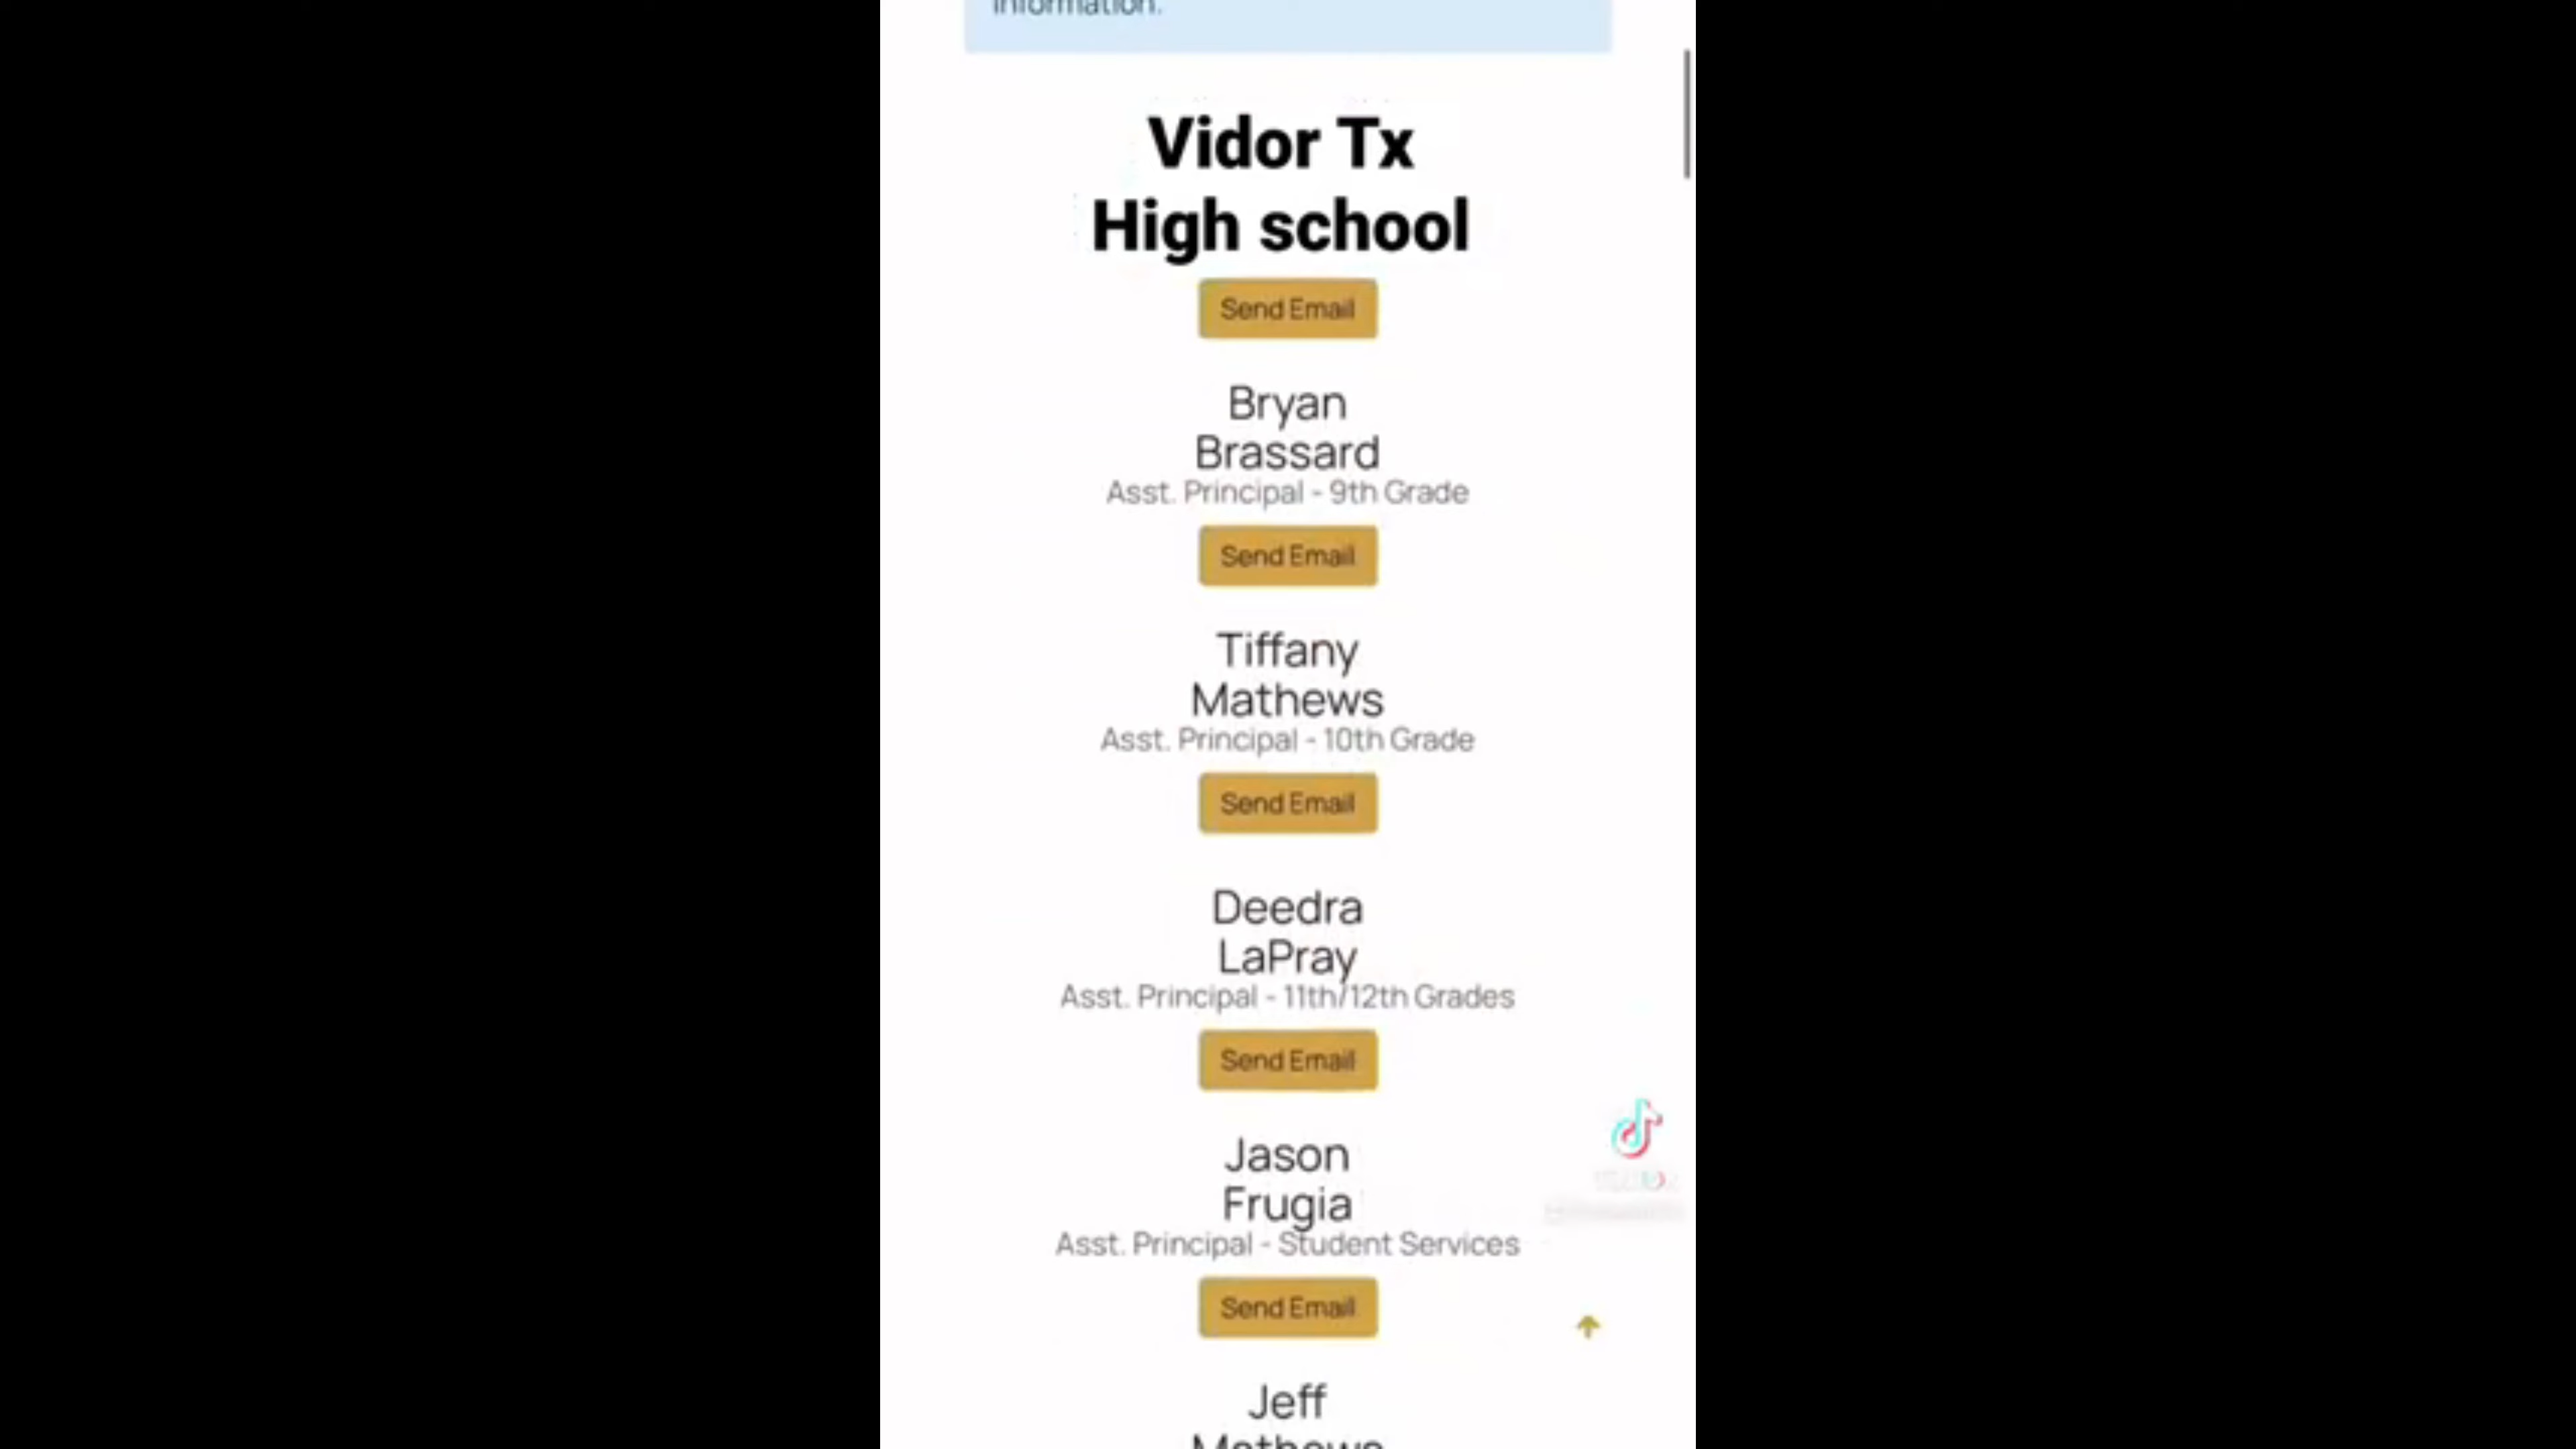 information.
Vidor Tx
High school
Send Email
Bryan
Brassard
Asst. Principal - 9th Grade
Send Email
Tiffany
Mathews
Asst. Principal - 10th Grade
Send Email
Deedra
LaPray
Asst. Principal - 11th/12th Grades
Send Email
Jason
Frugia
Asst. Principal - Student Services
Send Email
Jeff
Mathews